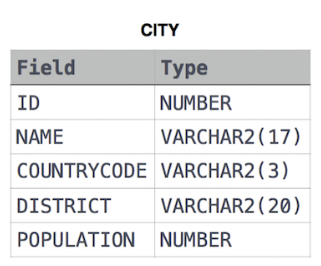 CITY
Field Type
ID NUMBER
NAME VARCHAR2(17)
COUNTRYCODE VARCHAR2(3)
DISTRICT VARCHAR2(20)
POPULATION NUMBER